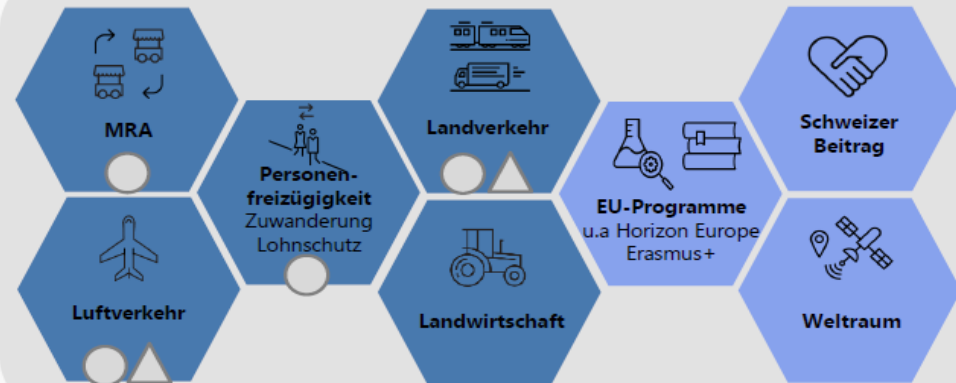 MRA
Personen-
freizügigkeit
Zuwanderung
Lohnschutz
Landverkehr
EU-Programme
u.a Horizon Europe
Erasmus+
Schweizer
Beitrag
Luftverkehr
Landwirtschaft
Weltraum